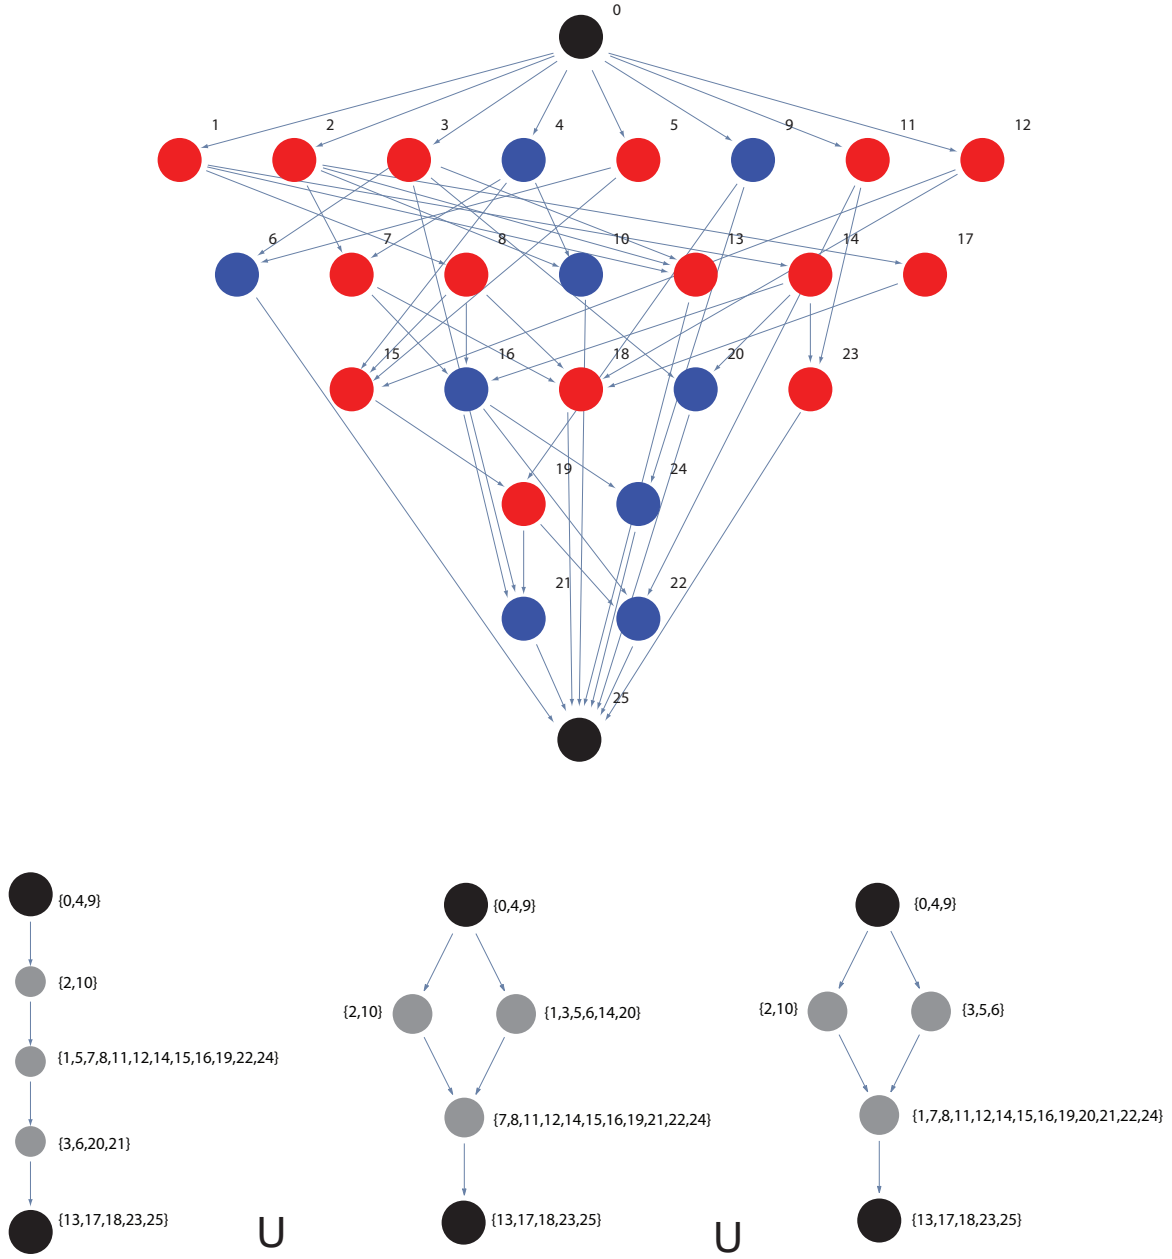 0
1 2 3 4 5 9 11 12
6 7 8 10 13 14 17
15 16 18 20 23
19 24
21 22
25
{0,4,9} {0,4,9} {0,4,9}
{2,10} {2,10} {1,3,5,6,14,20} {2,10} {3,5,6}
{1,5,7,8,11,12,14,15,16,19,22,24} {7,8,11,12,14,15,16,19,21,22,24} {1,7,8,11,12,14,15,16,19,20,21,22,24}
{3,6,20,21}
{13,17,18,23,25} {13,17,18,23,25} {13,17,18,23,25}
U U